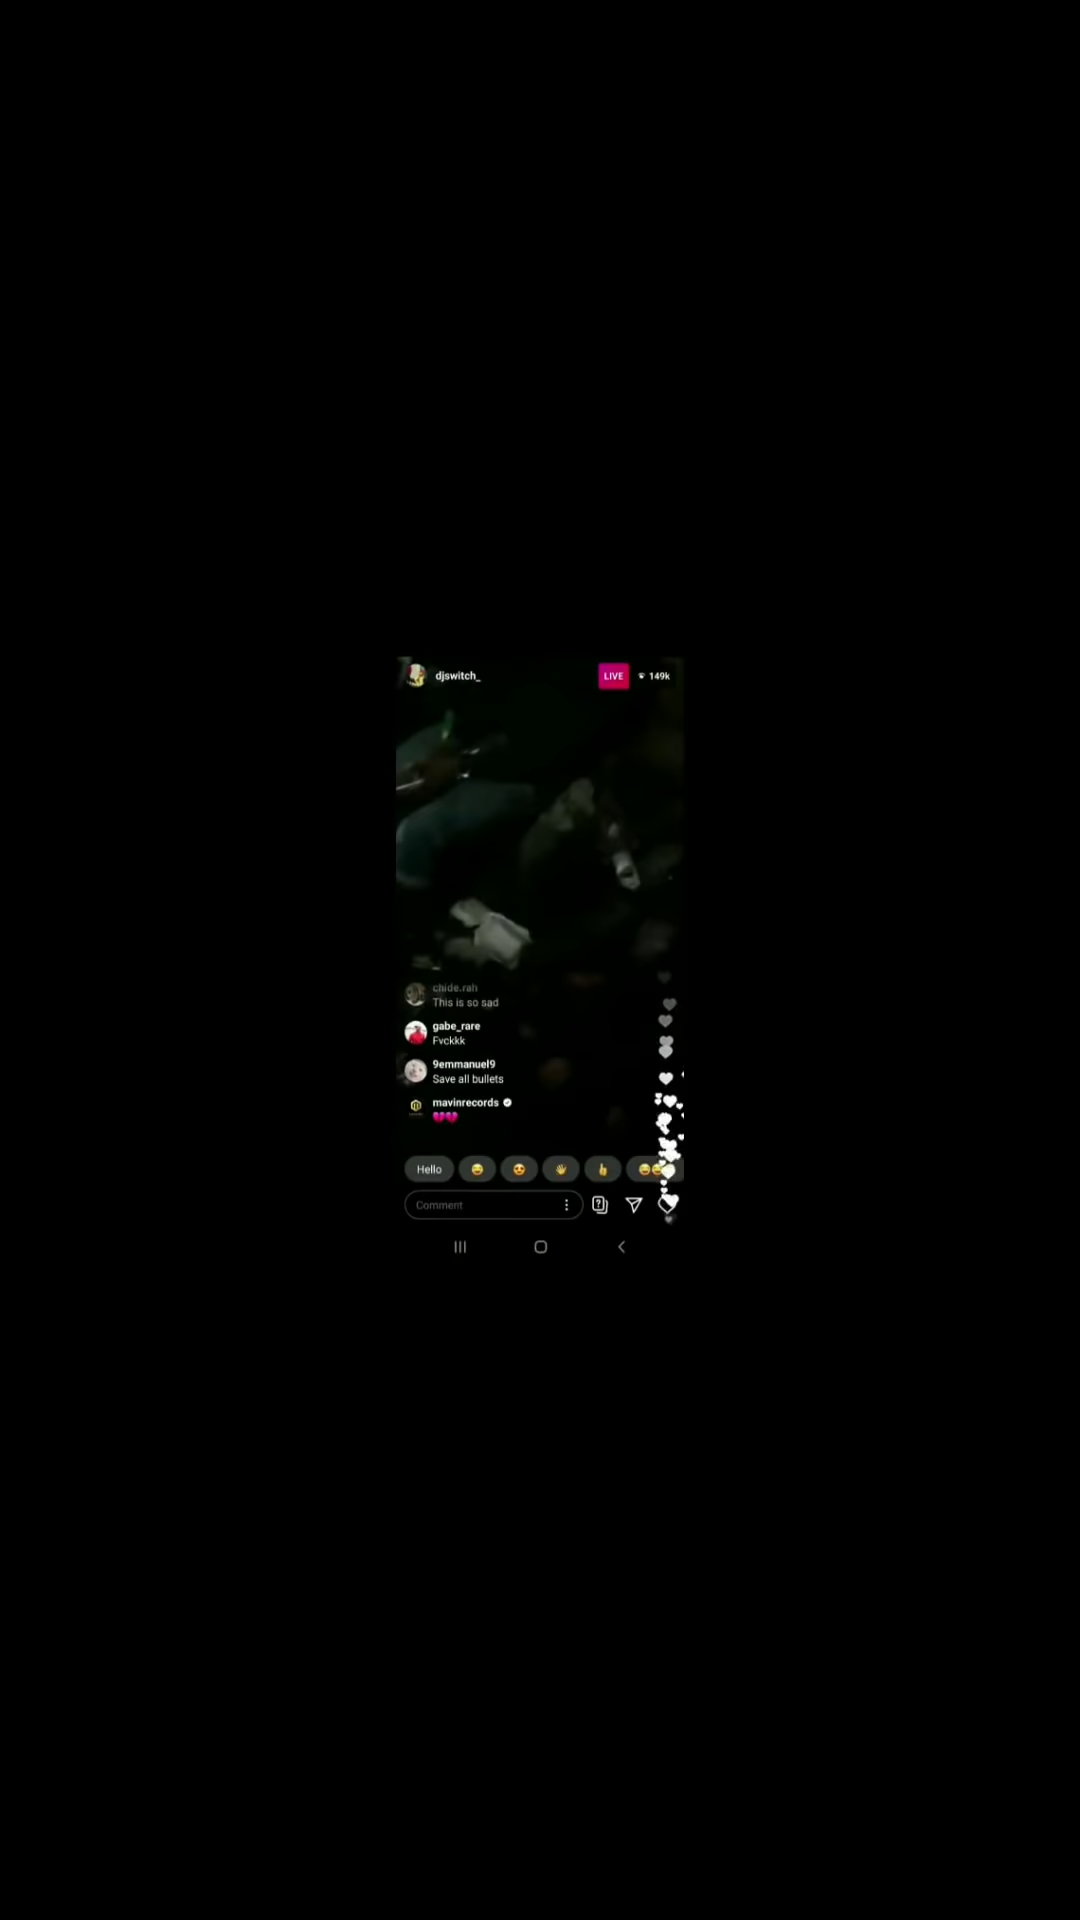 djswitch_ LIVE 149k
chide.rah
This is so sad
gabe_rare
Fvckkk
9emmanuel9
Save all bullets
mavinrecords
Hello
Comment